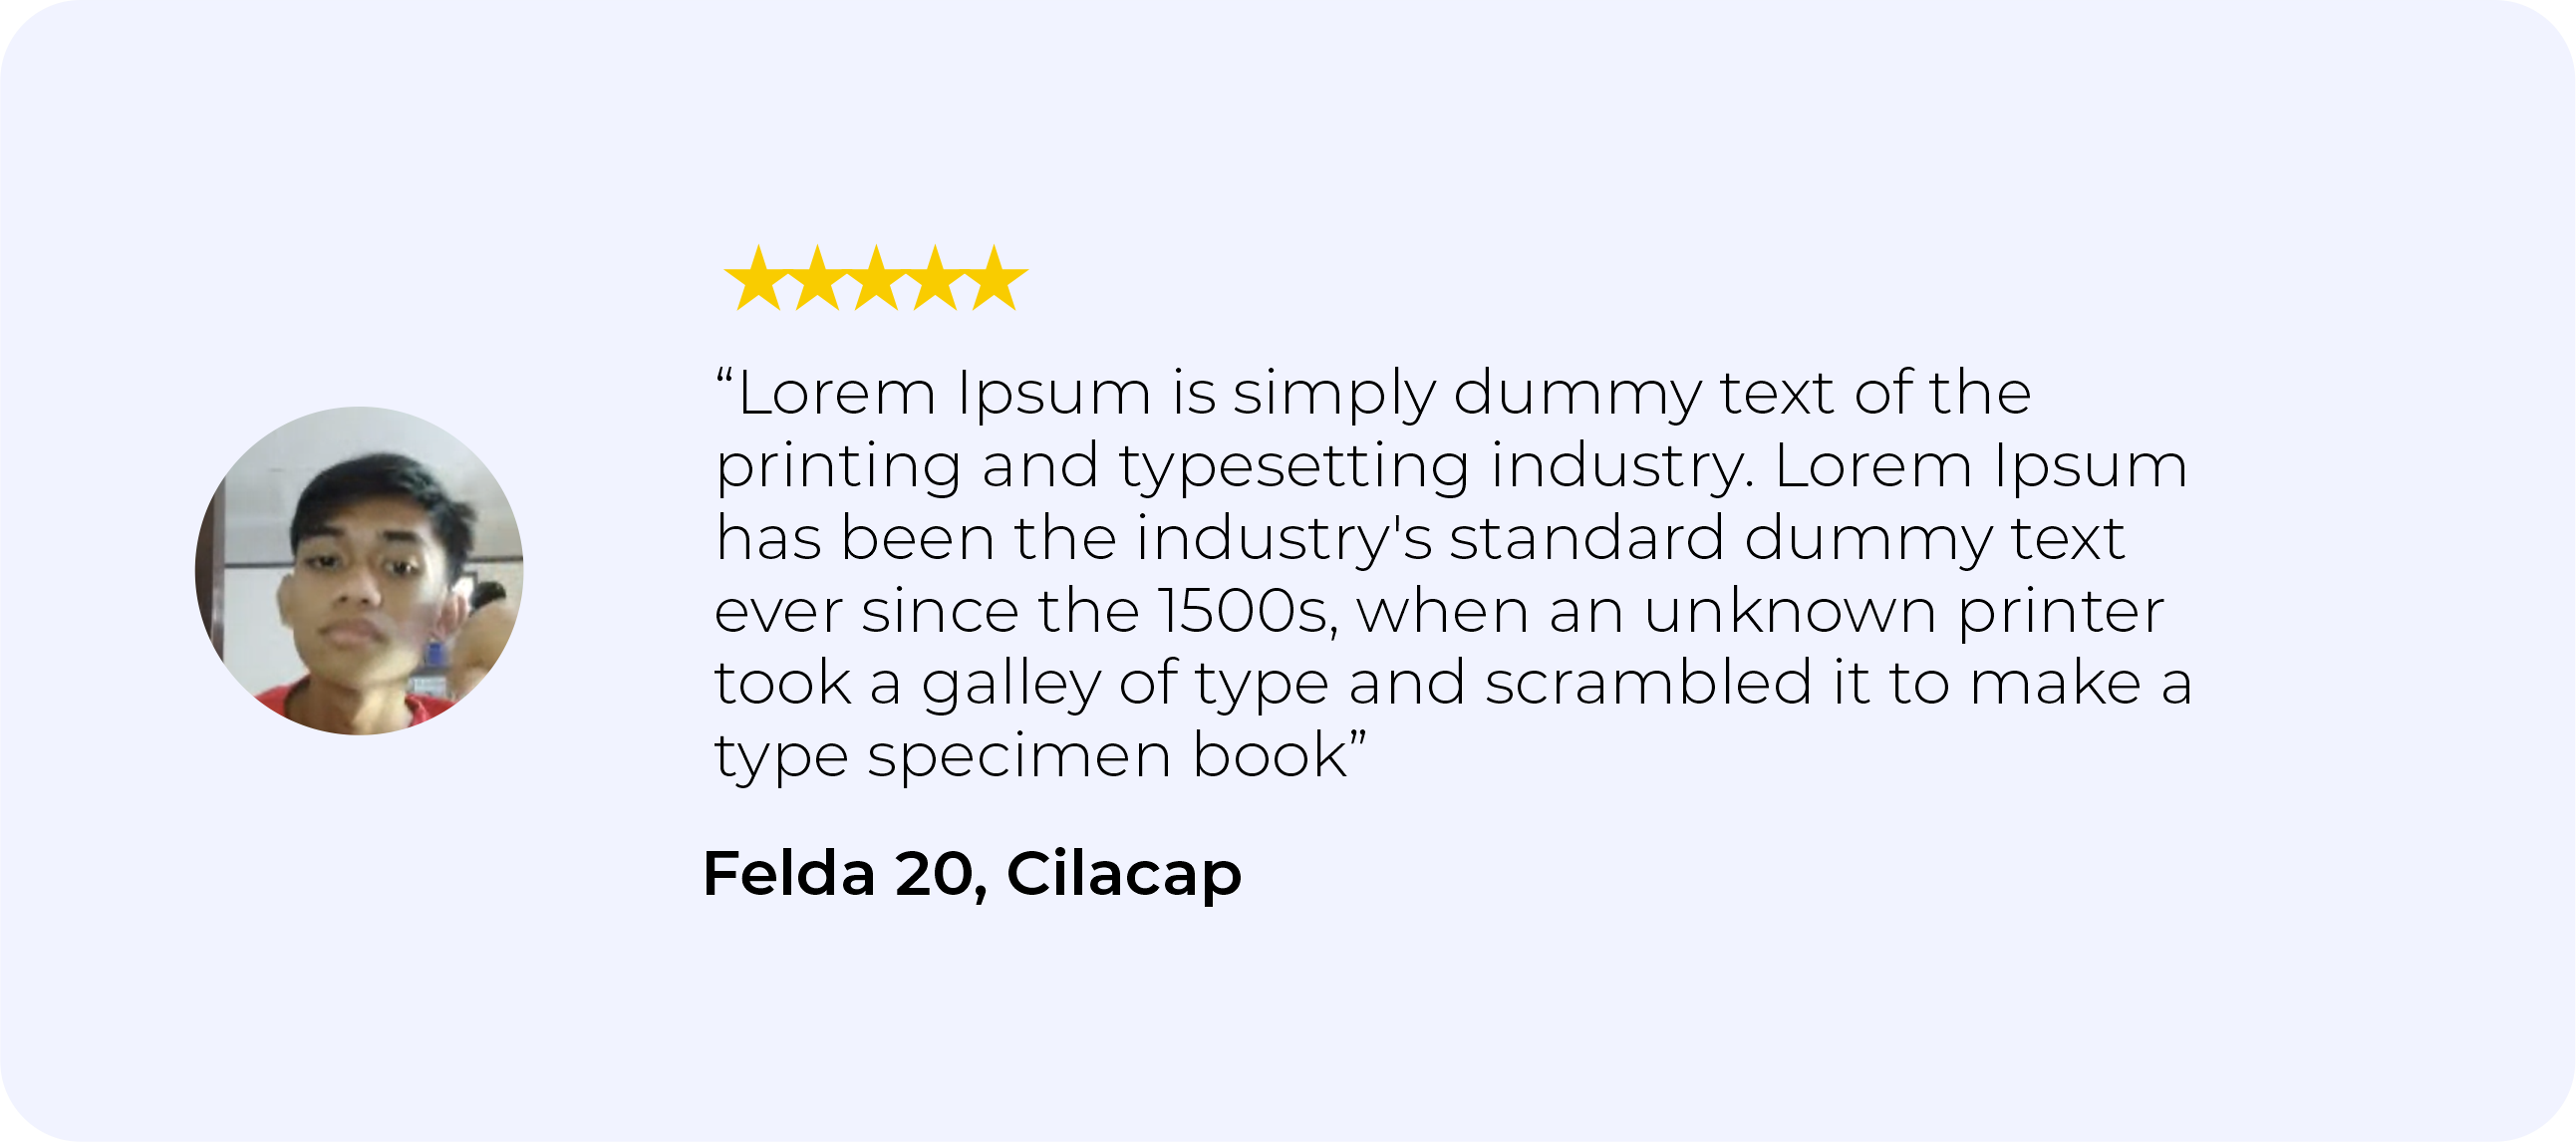 “Lorem Ipsum is simply dummy text of the
printing and typesetting industry. Lorem Ipsum
has been the industry's standard dummy text
ever since the 1500s, when an unknown printer
took a galley of type and scrambled it to make a
type specimen book”
Felda 20, Cilacap